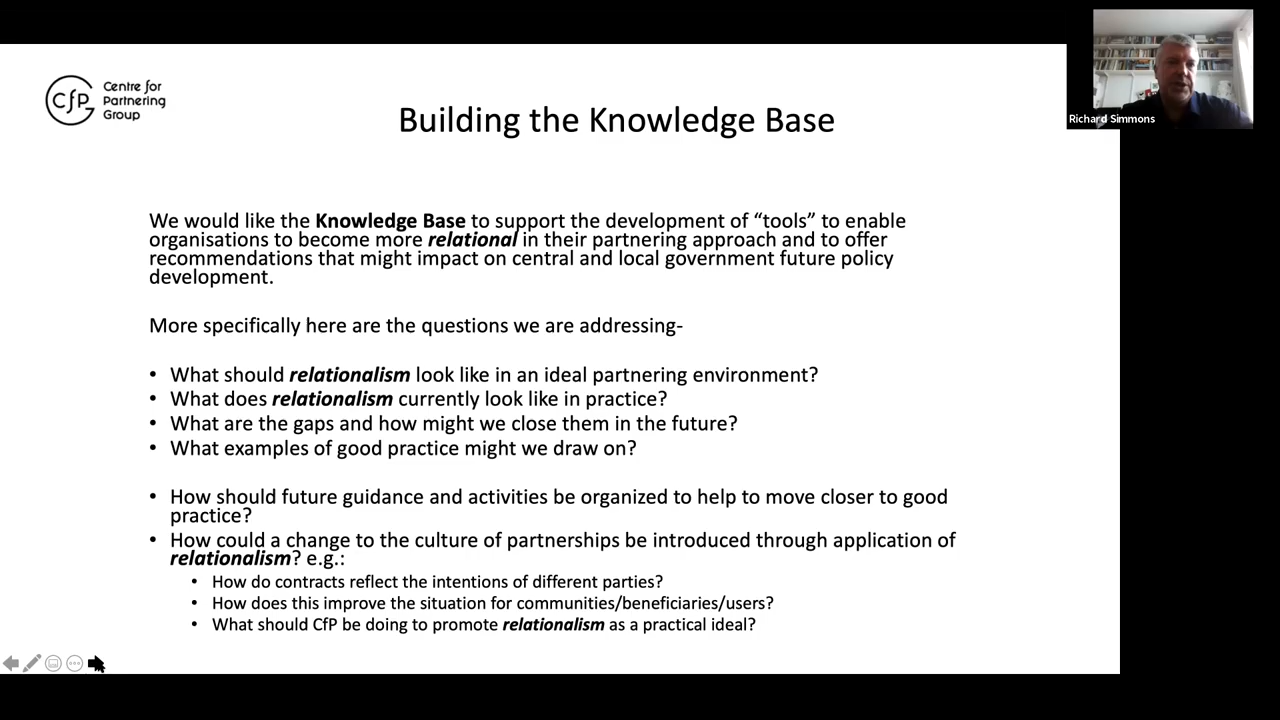 CfP
Centre for
Partnering
Group
Building the Knowledge Base
Richard Simmons
We would like the Knowledge Base to support the development of “tools” to enable
organisations to become more relational in their partnering approach and to offer
recommendations that might impact on central and local government future policy
development.
More specifically here are the questions we are addressing-
• What should relationalism look like in an ideal partnering environment?
• What does relationalism currently look like in practice?
• What are the gaps and how might we close them in the future?
• What examples of good practice might we draw on?
• How should future guidance and activities be organized to help to move closer to good
practice?
• How could a change to the culture of partnerships be introduced through application of
relationalism? e.g.:
• How do contracts reflect the intentions of different parties?
• How does this improve the situation for communities/beneficiaries/users?
• What should CfP be doing to promote relationalism as a practical ideal?